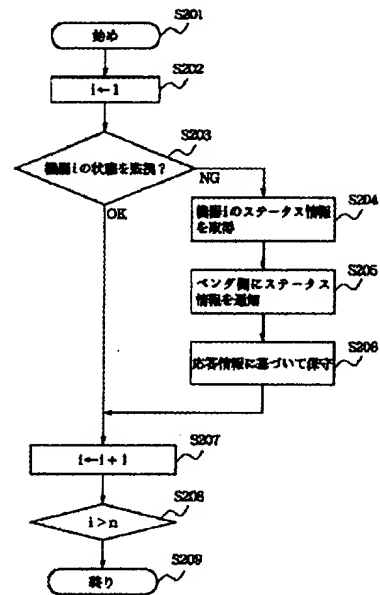 S201
始め
S202
i←1
S203
機器iの状態を監視?
NG
OK
S204
機器iのステータス情報
を取得
S205
ベンダ側にステータス
情報を通知
S206
応答情報に基づいて保守
S207
i←i+1
S208
i>n
S209
終り